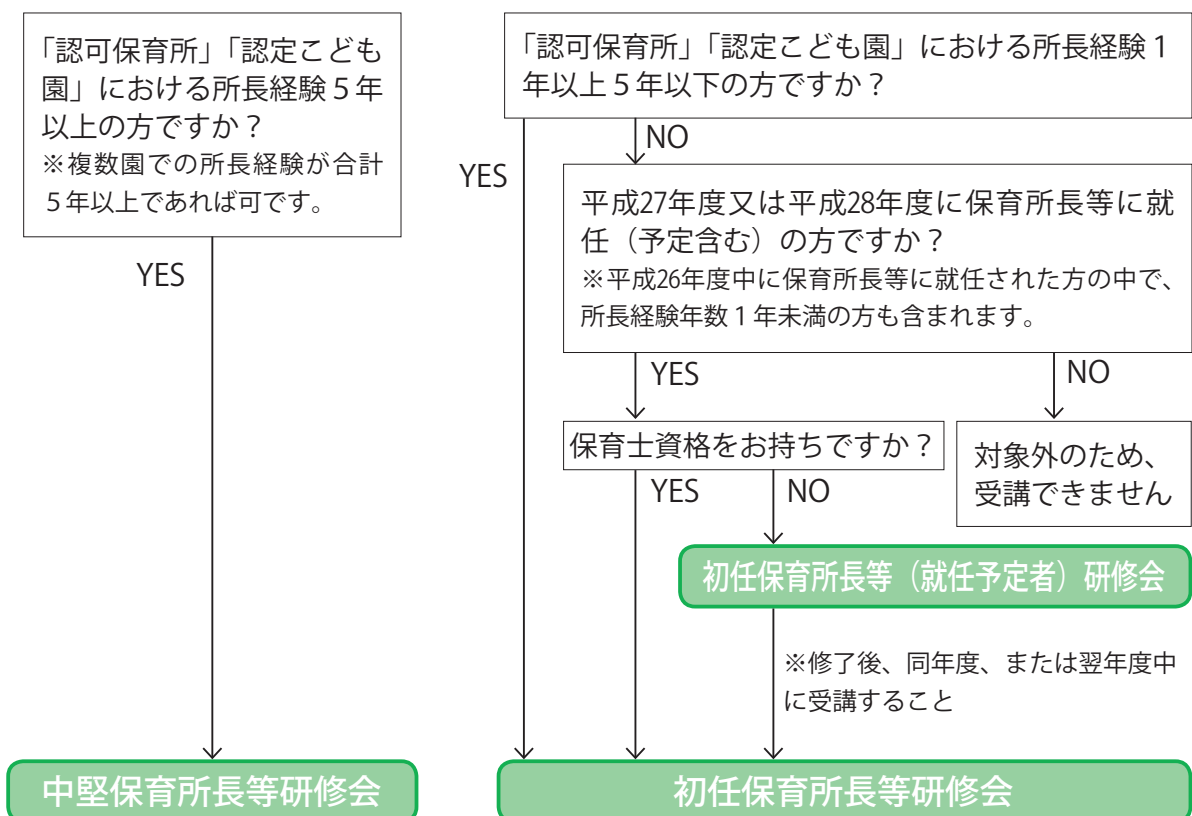 「認可保育所」「認定こども
園」における所長経験５年
以上の方ですか？
※複数園での所長経験が合計
５年以上であれば可です。
YES
中堅保育所長等研修会
「認可保育所」「認定こども園」における所長経験１
年以上５年以下の方ですか？
YES
NO
平成27年度又は平成28年度に保育所長等に就
任（予定含む）の方ですか？
※平成26年度中に保育所長等に就任された方の中で、
所長経験年数１年未満の方も含まれます。
YES
NO
保育士資格をお持ちですか？
対象外のため、
受講できません
YES
NO
初任保育所長等（就任予定者）研修会
※修了後、同年度、または翌年度中
に受講すること
初任保育所長等研修会